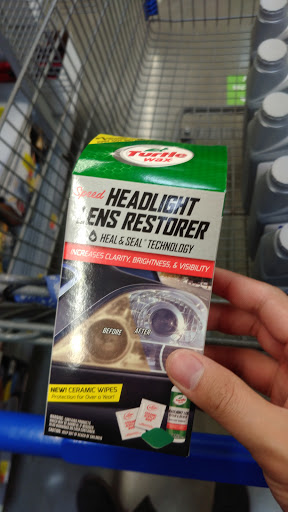 Turtle
wax
Speed HEADLIGHT
LENS RESTORER
HEAL & SEAL™ TECHNOLOGY
INCREASES CLARITY, BRIGHTNESS, & VISIBILITY
BEFORE
AFTER
NEW! CERAMIC WIPES
Protection for Over a Year!